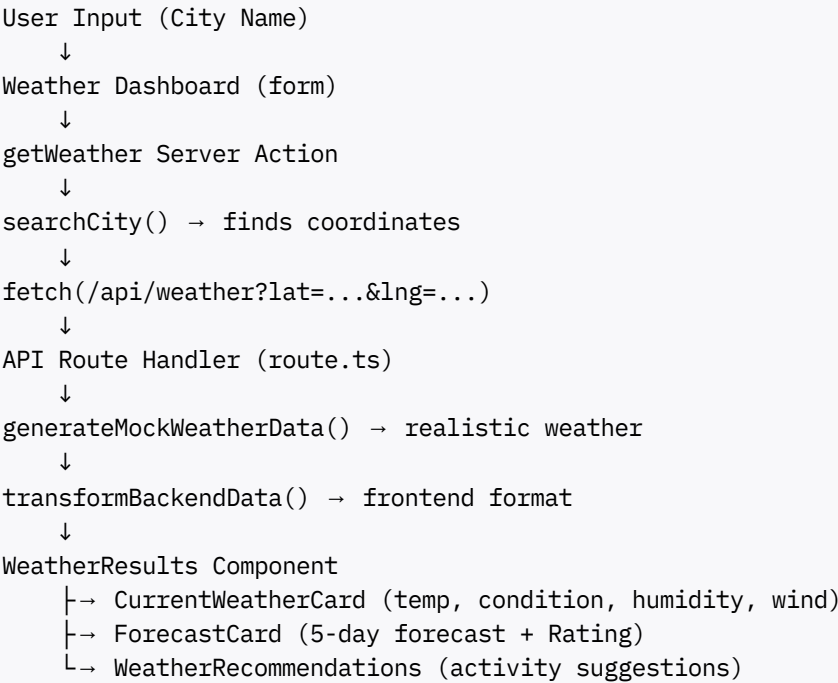 User Input (City Name)
    ↓
Weather Dashboard (form)
    ↓
getWeather Server Action
    ↓
searchCity() → finds coordinates
    ↓
fetch(/api/weather?lat=...&lng=...)
    ↓
API Route Handler (route.ts)
    ↓
generateMockWeatherData() → realistic weather
    ↓
transformBackendData() → frontend format
    ↓
WeatherResults Component
    ├→ CurrentWeatherCard (temp, condition, humidity, wind)
    ├→ ForecastCard (5-day forecast + Rating)
    └→ WeatherRecommendations (activity suggestions)